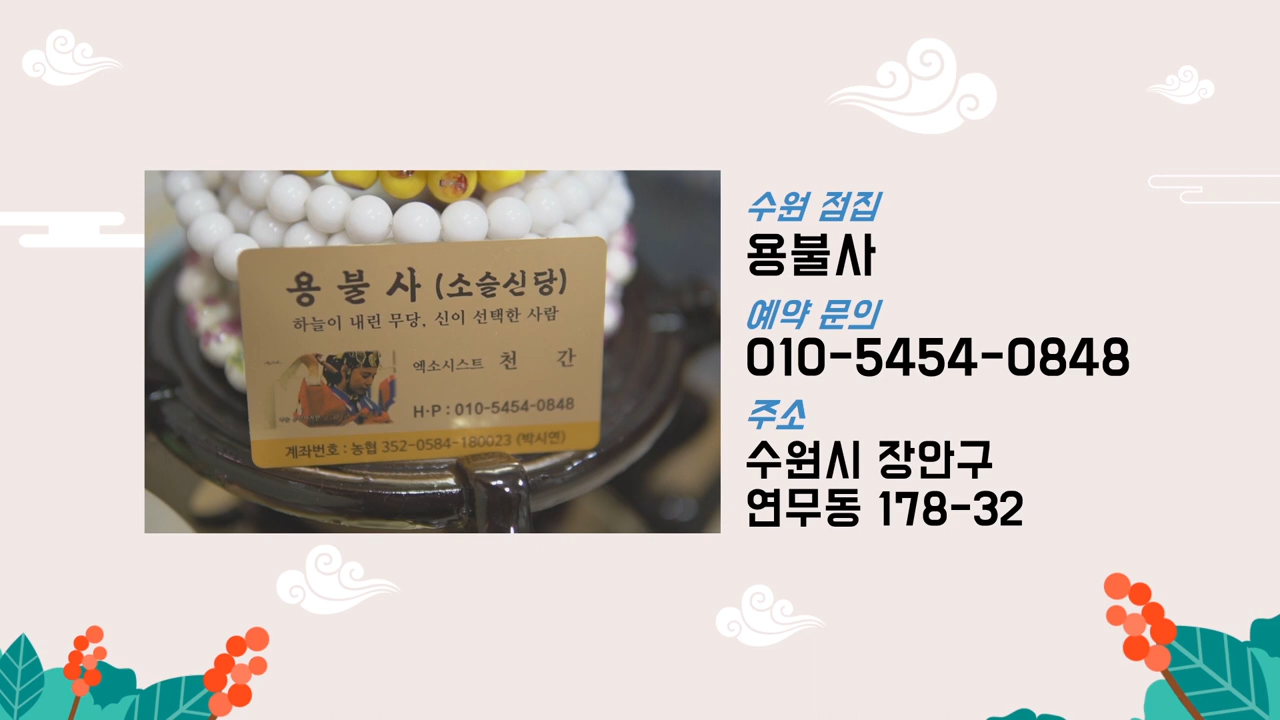 용불사 (소슬신당)
하늘이 내린 무당, 신이 선택한 사람
엑소시스트 천 간
H·P : 010-5454-0848
계좌번호 : 농협 352-0584-180023 (박시연)
수원 점집
용불사
예약 문의
010-5454-0848
주소
수원시 장안구
연무동 178-32